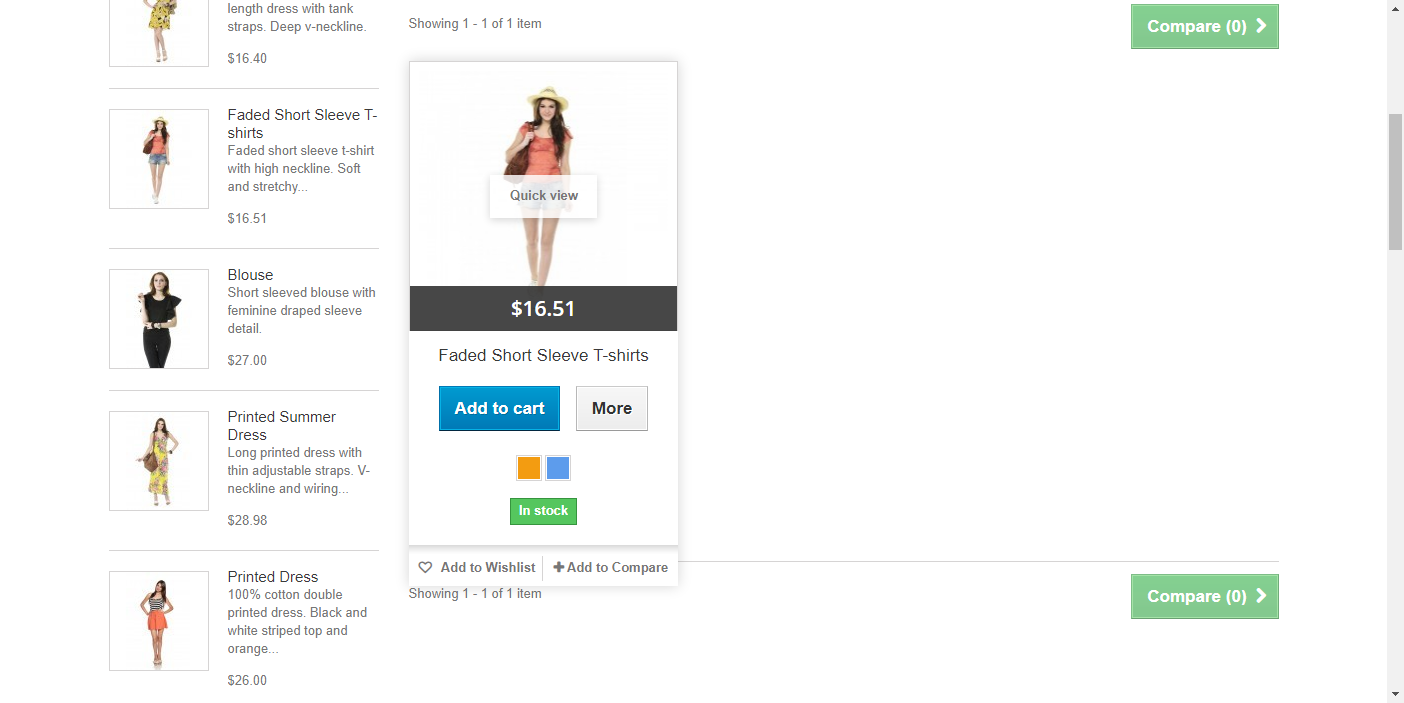 length dress with tank
straps. Deep v-neckline.
$16.40
Faded Short Sleeve T-
shirts
Faded short sleeve t-shirt
with high neckline. Soft
and stretchy...
$16.51
Blouse
Short sleeved blouse with
feminine draped sleeve
detail.
$27.00
Printed Summer
Dress
Long printed dress with
thin adjustable straps. V-
neckline and wiring...
$28.98
Printed Dress
100% cotton double
printed dress. Black and
white striped top and
orange...
$26.00
Showing 1 - 1 of 1 item
Compare (0)
Quick view
$16.51
Faded Short Sleeve T-shirts
Add to cart
More
In stock
Add to Wishlist
Add to Compare
Showing 1 - 1 of 1 item
Compare (0)